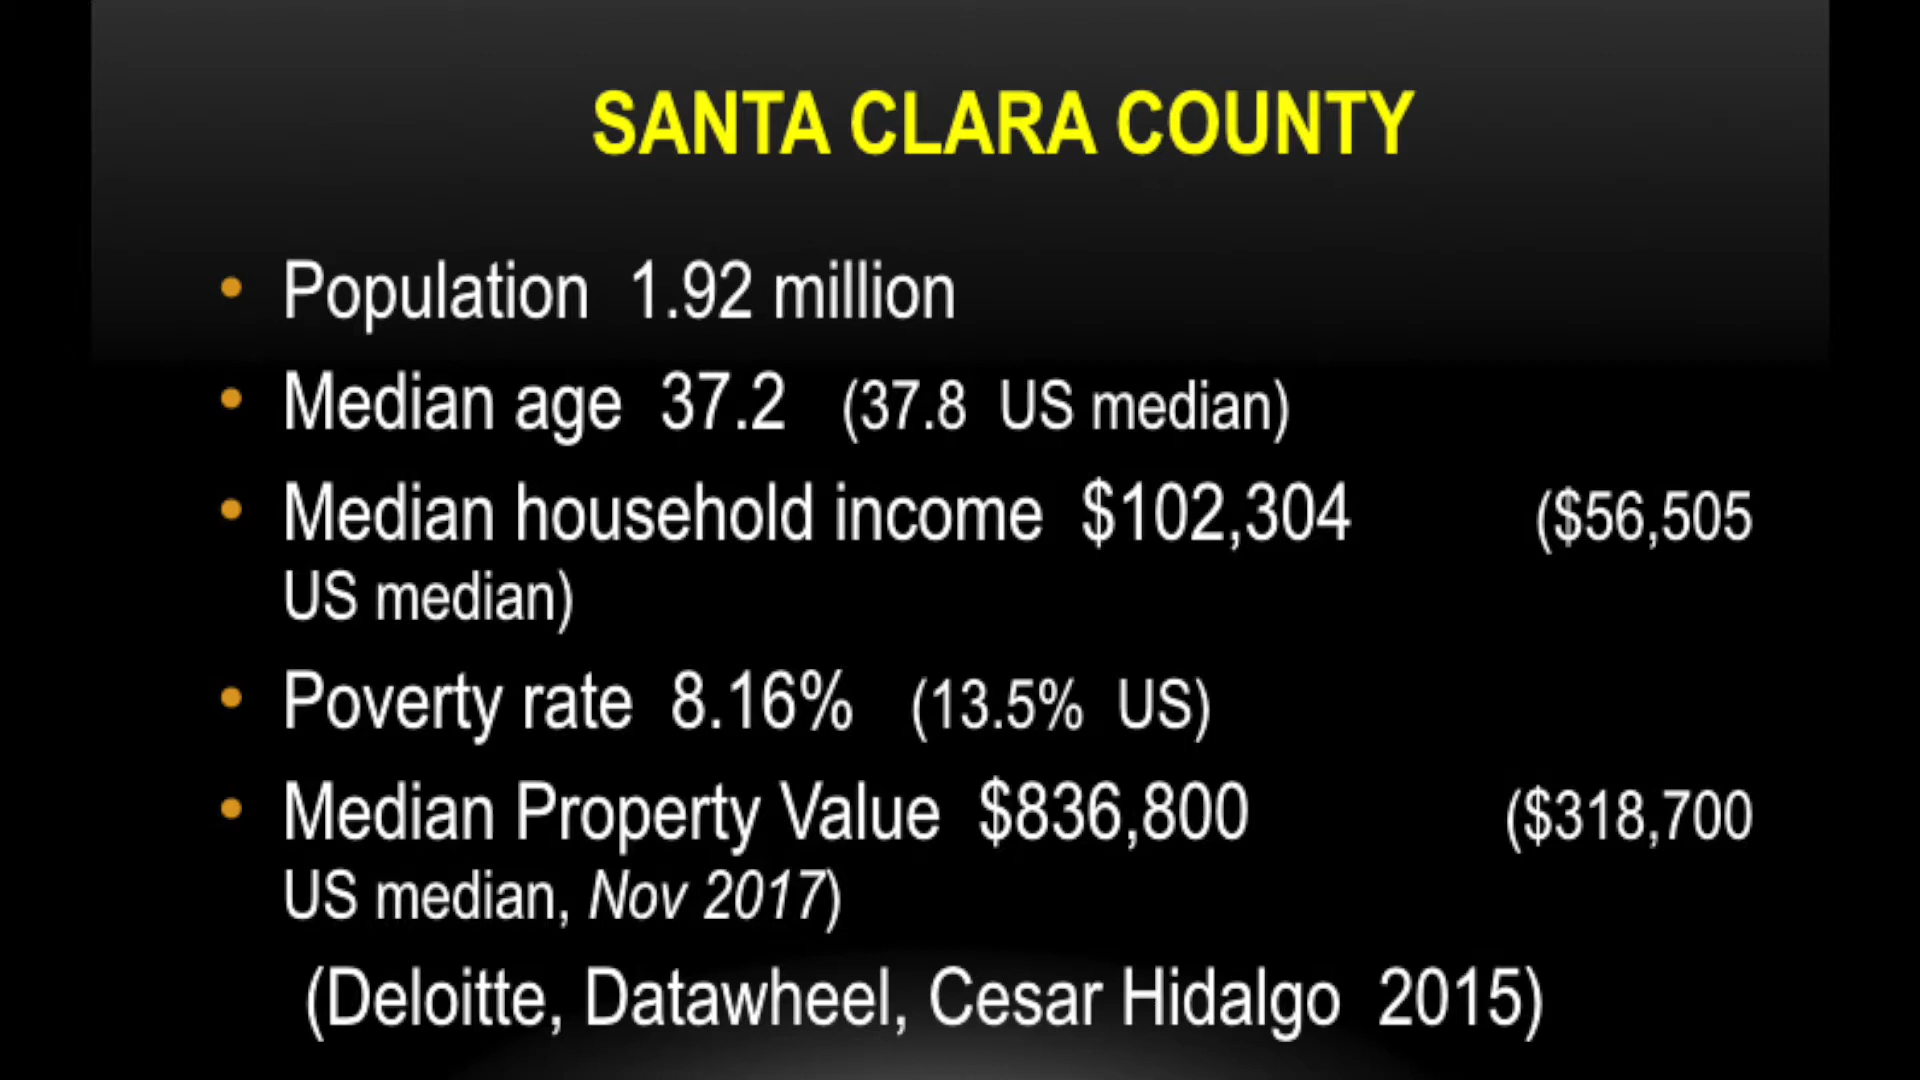 SANTA CLARA COUNTY
• Population 1.92 million
• Median age 37.2 (37.8 US median)
• Median household income $102,304 ($56,505
US median)
• Poverty rate 8.16% (13.5% US)
• Median Property Value $836,800 ($318,700
US median, Nov 2017)
(Deloitte, Datawheel, Cesar Hidalgo 2015)